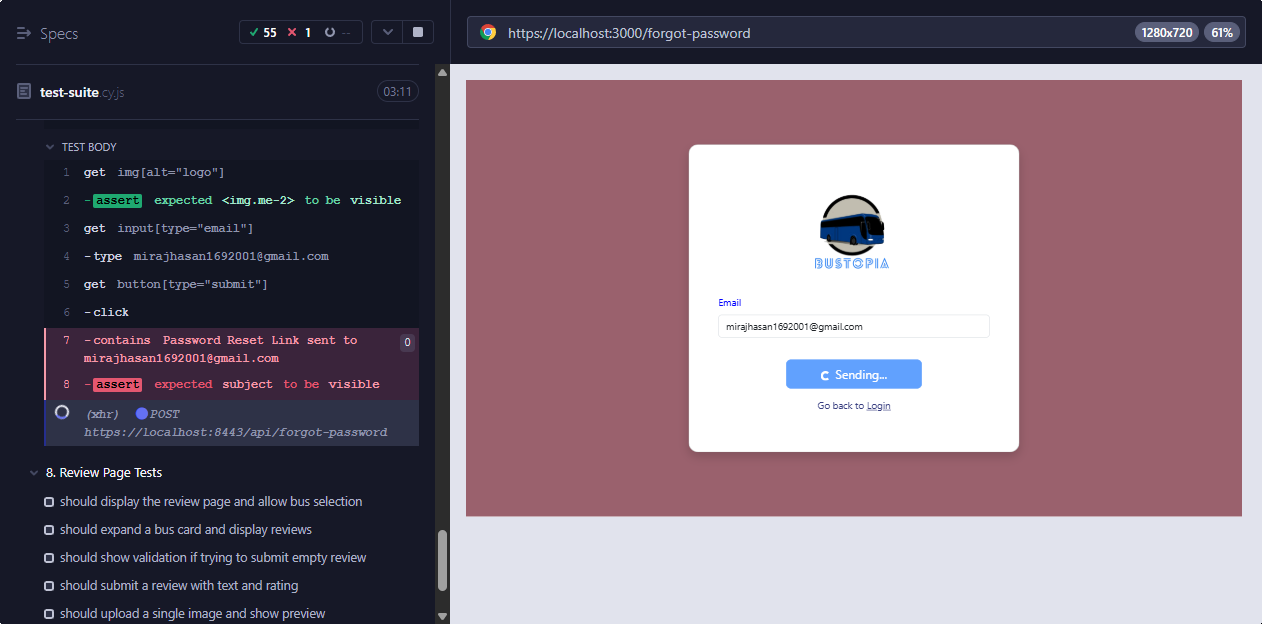 Specs
55 1 --
test-suite.cy.js 03:11
TEST BODY
1 get img[alt="logo"]
2 -assert expected <img.me-2> to be visible
3 get input[type="email"]
4 -type mirajhasan1692001@gmail.com
5 get button[type="submit"]
6 -click
7 -contains Password Reset Link sent to 0
mirajhasan1692001@gmail.com
8 -assert expected subject to be visible
(xhr) POST
https://localhost:8443/api/forgot-password
8. Review Page Tests
should display the review page and allow bus selection
should expand a bus card and display reviews
should show validation if trying to submit empty review
should submit a review with text and rating
should upload a single image and show preview
https://localhost:3000/forgot-password 1280x720 61%
BUSTOPIA
Email
mirajhasan1692001@gmail.com
Sending...
Go back to Login